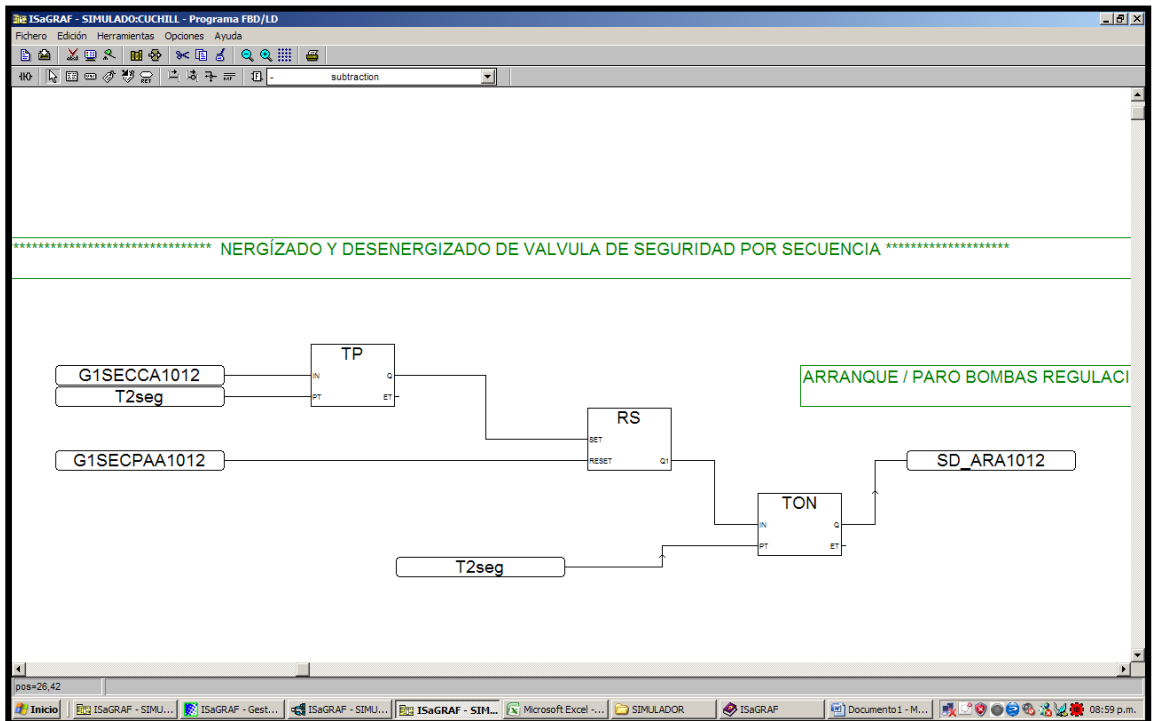 ISaGRAF - SIMULADO:CUCHILL - Programa FBD/LD
Fichero Edición Herramientas Opciones Ayuda
RET - subtraction
******************************** NERGÍZADO Y DESENERGIZADO DE VALVULA DE SEGURIDAD POR SECUENCIA ********************
TP
G1SECCA1012 IN Q
T2seg PT ET
ARRANQUE / PARO BOMBAS REGULACI
RS
SET
G1SECPAA1012 RESET Q1 SD_ARA1012
TON
IN Q
PT ET
T2seg
pos=26,42
Inicio ISaGRAF - SIMU... ISaGRAF - Gest... ISaGRAF - SIMU... ISaGRAF - SIM... Microsoft Excel -... SIMULADOR ISaGRAF Documento1 - M... 08:59 p.m.